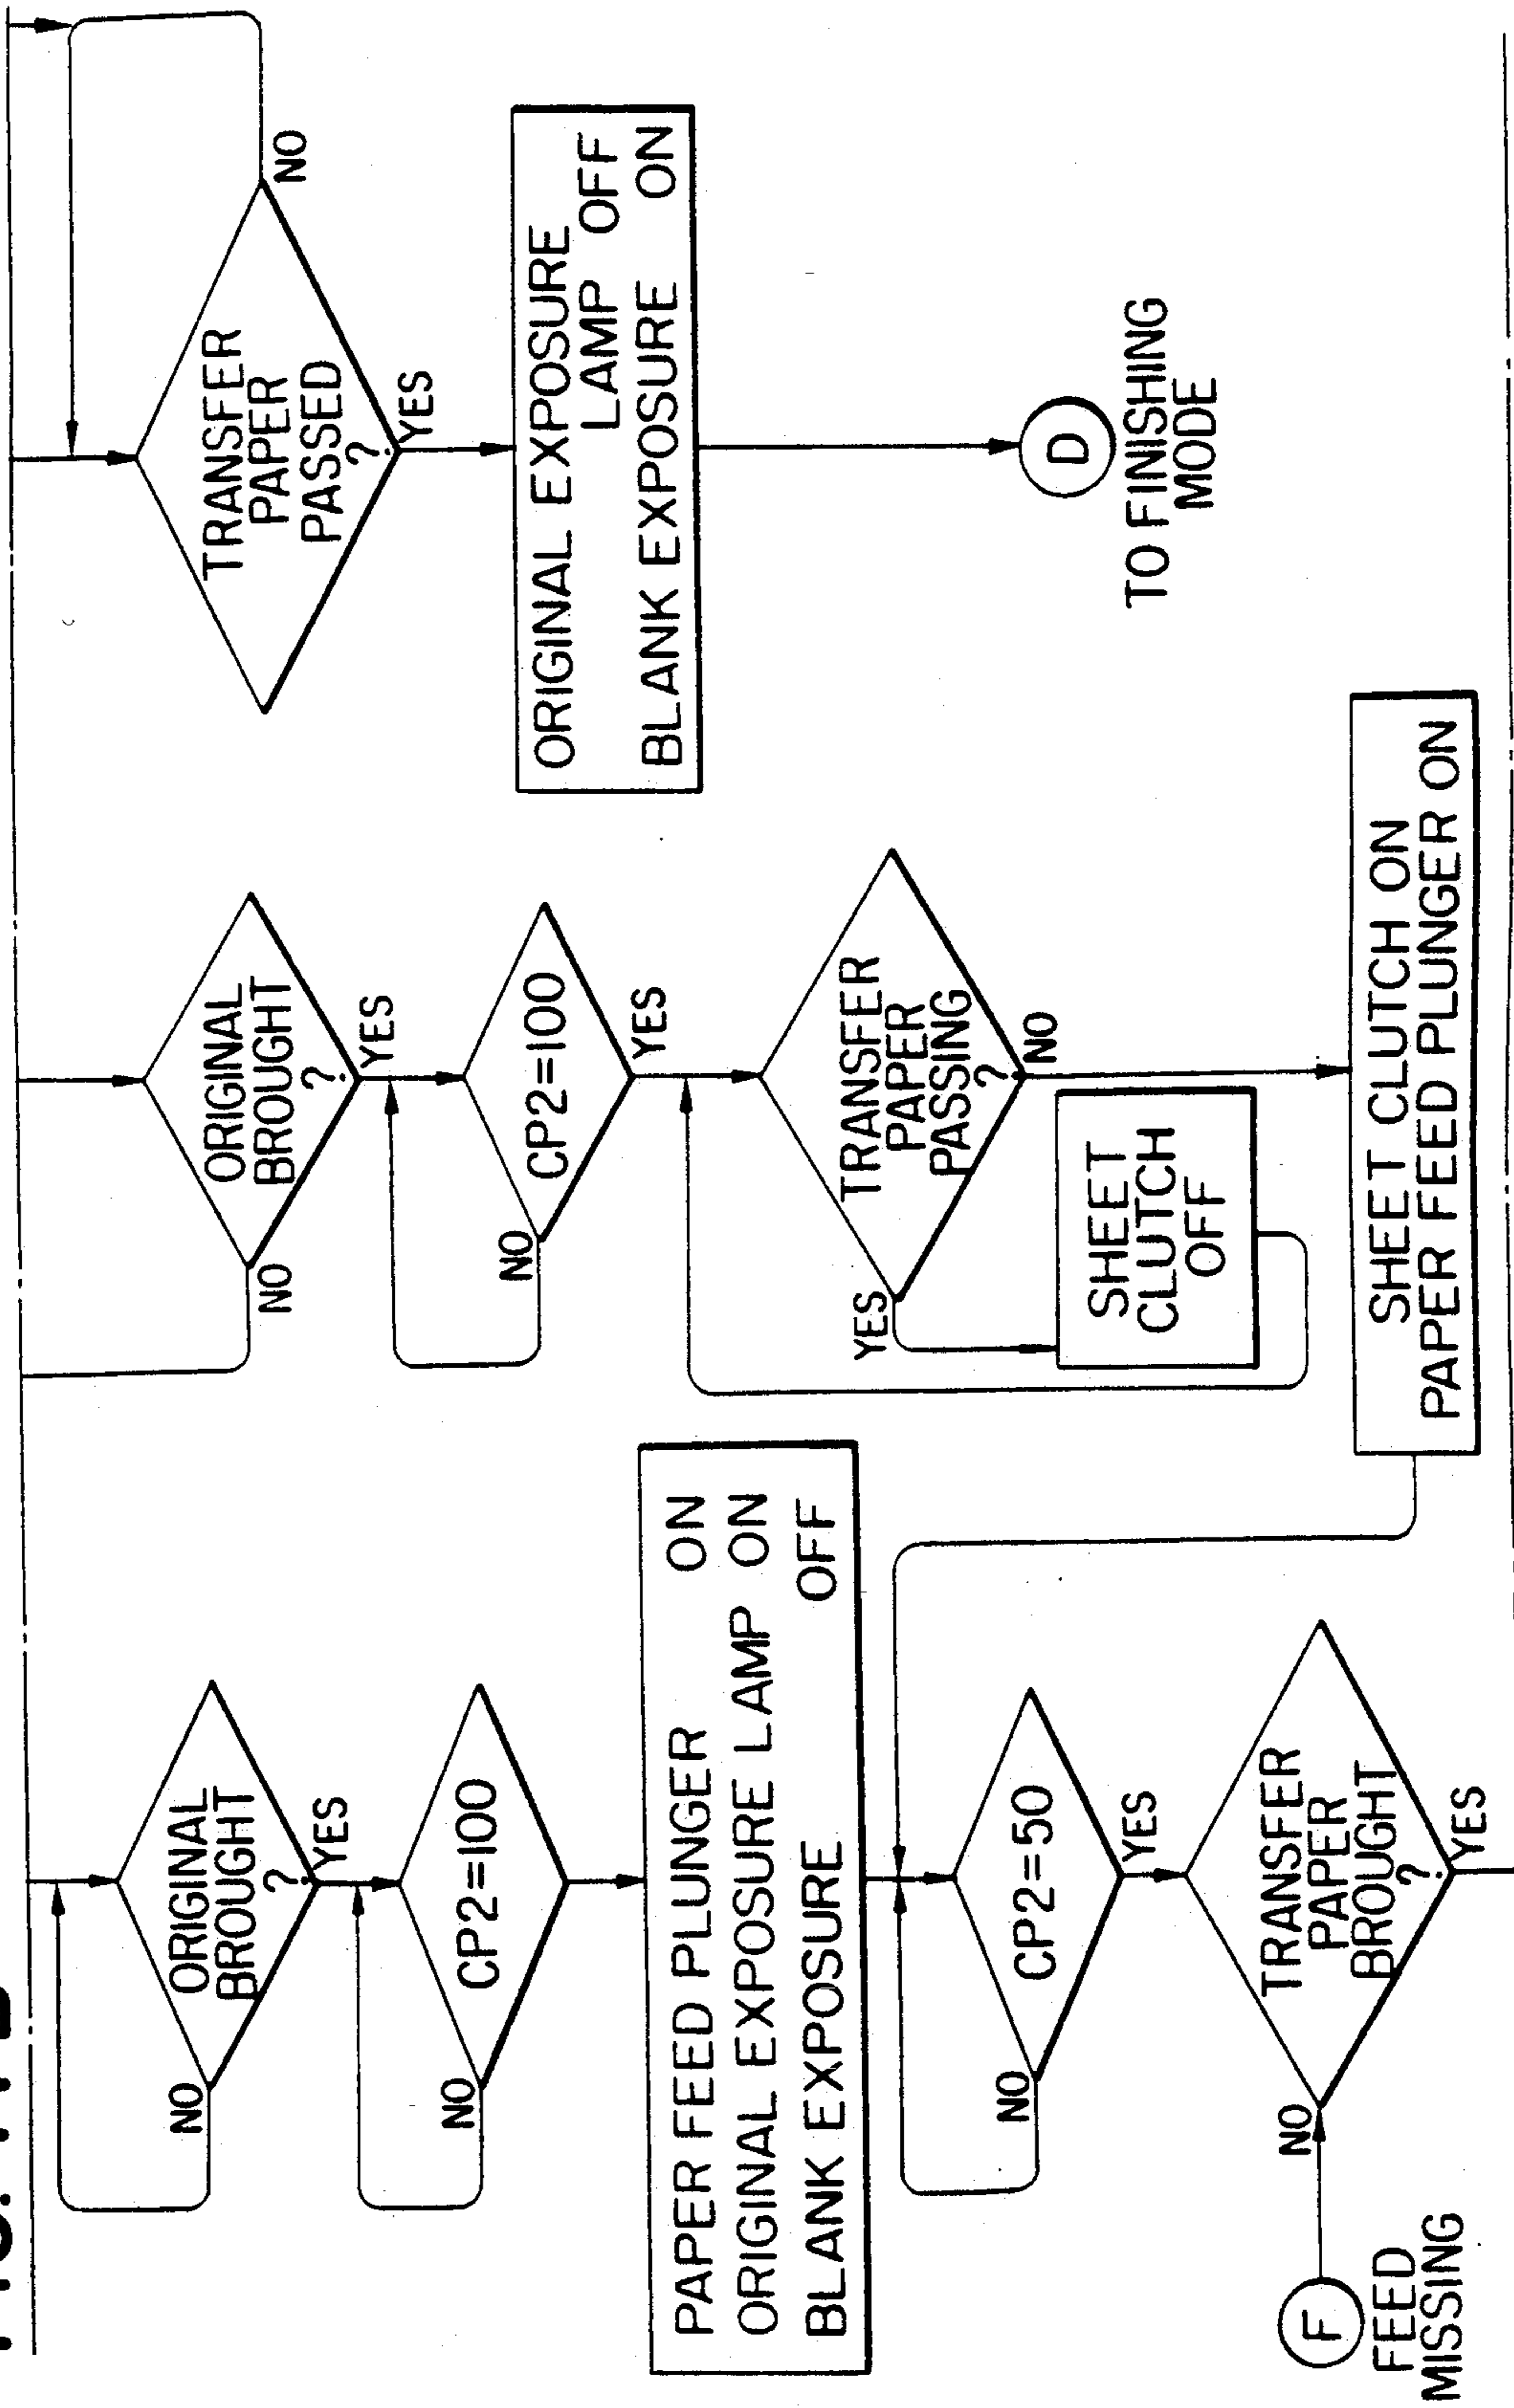 ORIGINAL
BROUGHT
?
NO
YES
CP2=100
NO
PAPER FEED PLUNGER ON
ORIGINAL EXPOSURE LAMP ON
BLANK EXPOSURE OFF
CP2=50
NO
YES
TRANSFER
PAPER
BROUGHT
?
NO
YES
F
FEED
MISSING
ORIGINAL
BROUGHT
?
NO
YES
CP2=100
NO
YES
TRANSFER
PAPER
PASSING
?
YES
NO
SHEET
CLUTCH
OFF
SHEET CLUTCH ON
PAPER FEED PLUNGER ON
TRANSFER
PAPER
PASSED
?
NO
YES
ORIGINAL EXPOSURE
LAMP OFF
BLANK EXPOSURE ON
D
TO FINISHING
MODE